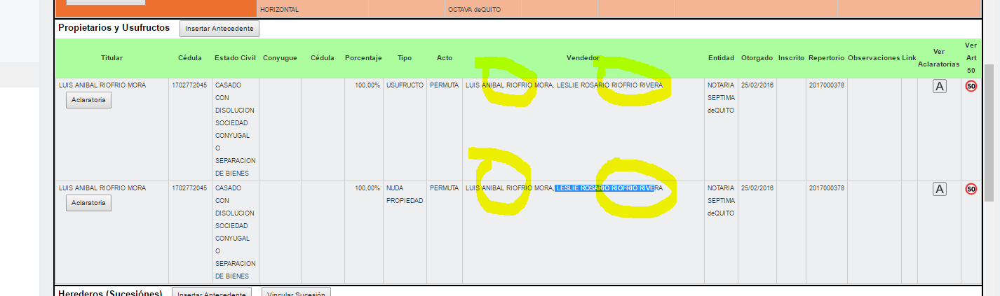 HORIZONTAL OCTAVA deQUITO
Propietarios y Usufructos Insertar Antecedente
Titular Cédula Estado Civil Conyugue Cédula Porcentaje Tipo Acto Vendedor Entidad Otorgado Inscrito Repertorio Observaciones Link Ver Aclaratorias Ver Art 50
LUIS ANIBAL RIOFRIO MORA 1702772045 CASADO 100,00% USUFRUCTO PERMUTA LUIS ANIBAL RIOFRIO MORA, LESLIE ROSARIO RIOFRIO RIVERA NOTARIA 25/02/2016 2017000378 A 50
Aclaratoria CON SEPTIMA
DISOLUCION deQUITO
SOCIEDAD
CONYUGAL
O
SEPARACION
DE BIENES
LUIS ANIBAL RIOFRIO MORA 1702772045 CASADO 100,00% NUDA PERMUTA LUIS ANIBAL RIOFRIO MORA, LESLIE ROSARIO RIOFRIO RIVERA NOTARIA 25/02/2016 2017000378 A 50
Aclaratoria CON PROPIEDAD SEPTIMA
DISOLUCION deQUITO
SOCIEDAD
CONYUGAL
O
SEPARACION
DE BIENES
Herederos (Sucesiónes) Insertar Antecedente Vincular Sucesión